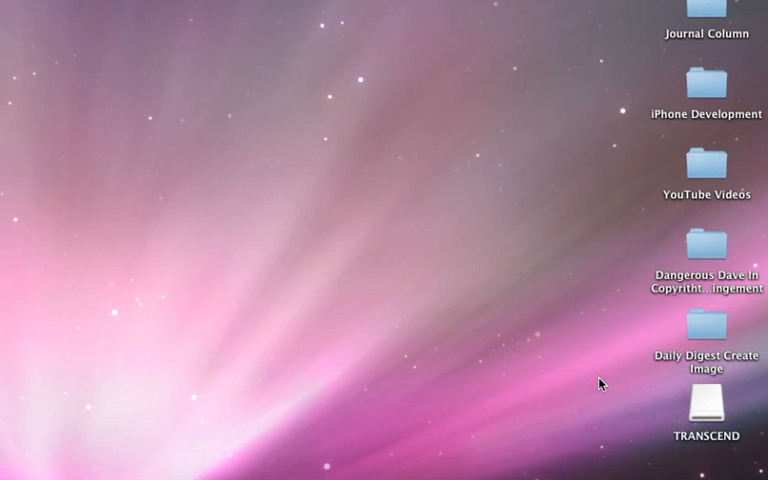 Journal Column
iPhone Development
YouTube Videos
Dangerous Dave In
Copyritht...ingement
Daily Digest Create
Image
TRANSCEND